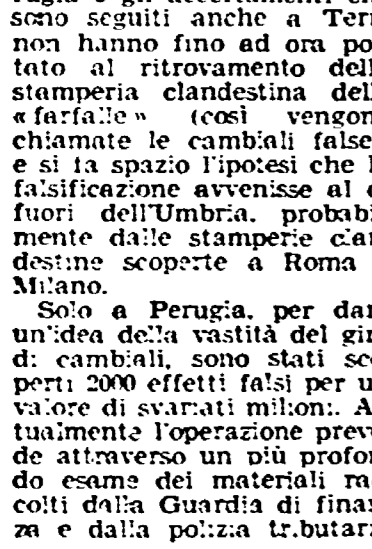 sono seguiti anche a Tern
non hanno fino ad ora po
tato al ritrovamento dell
stamperia clandestina dell
«farfalle» (così vengon
chiamate le cambiali false
e si fa spazio l'ipotesi che l
falsificazione avvenisse al d
fuori dell'Umbria, probabi
mente dalle stamperie clan
destine scoperte a Roma
Milano.
Solo a Perugia, per dar
un'idea della vastità del gir
di cambiali, sono stati sco
perti 2000 effetti falsi per u
valore di svariati milioni. A
tualmente l'operazione preve
de attraverso un più profon
do esame dei materiali ra
colti dalla Guardia di finan
za e dalla polizia tributari